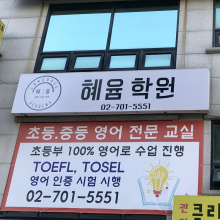 혜윰 학원
02-701-5551
초등,중등 영어 전문 교실
초등부 100% 영어로 수업 진행
TOEFL, TOSEL
영어 인증 시험 시행
02-701-5551
크리